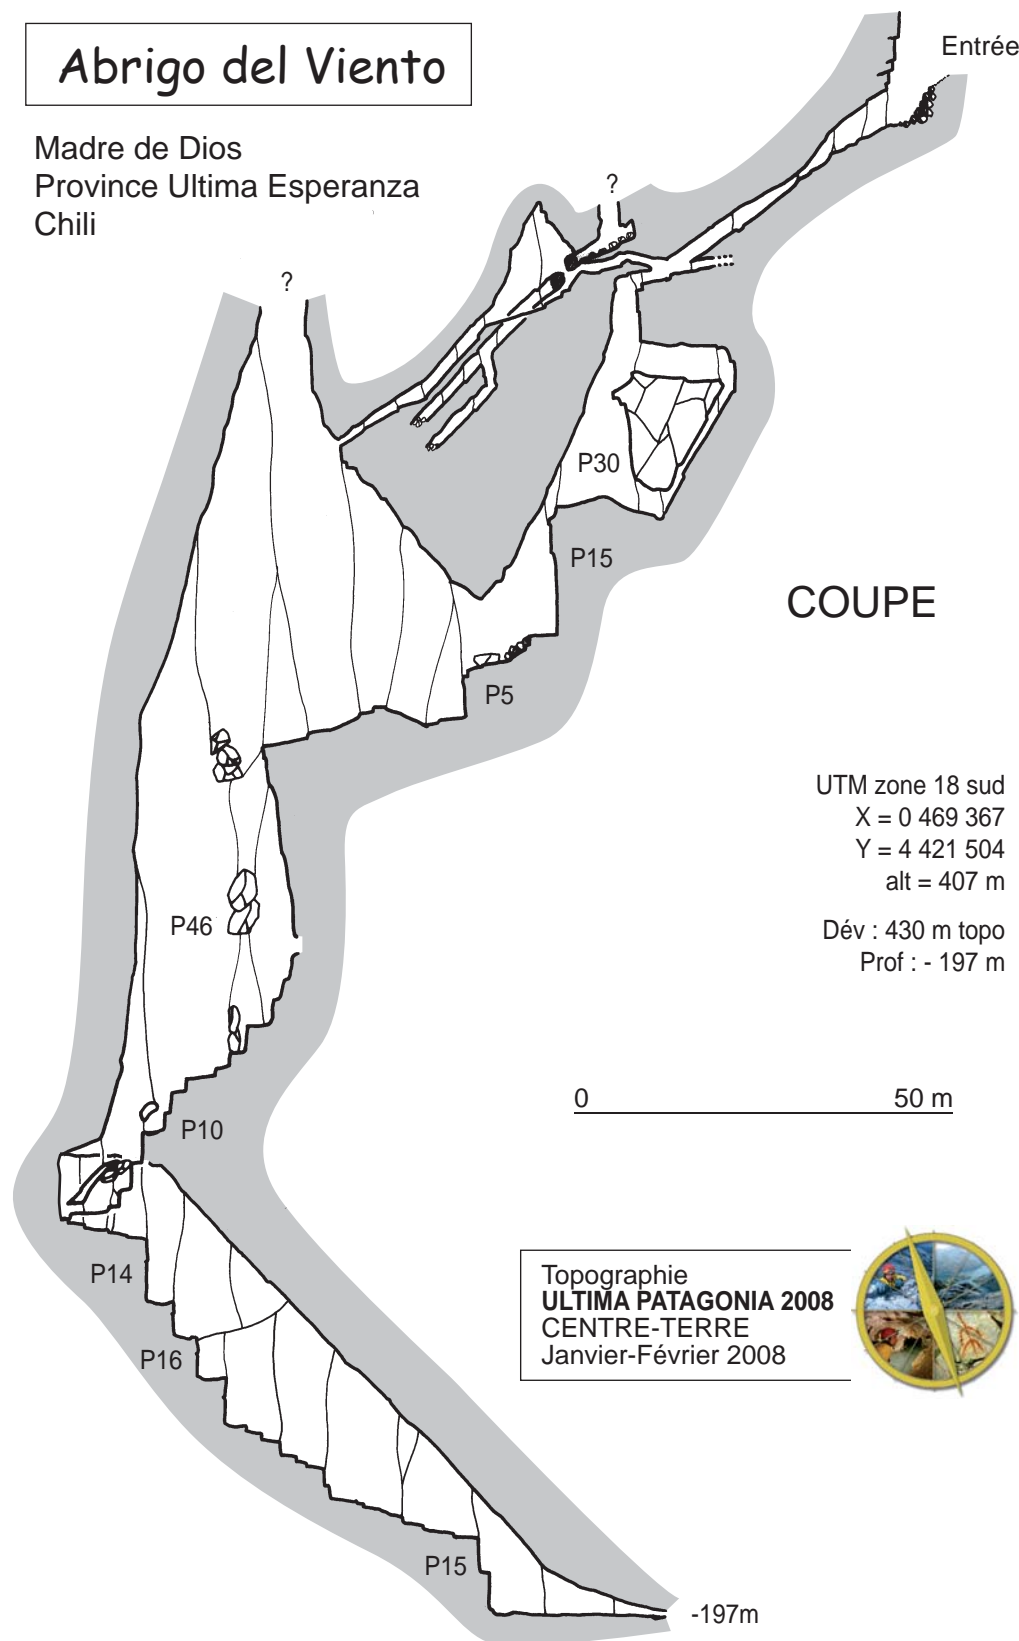 Abrigo del Viento
Entrée
Madre de Dios
Province Ultima Esperanza
Chili
?
?
P30
P15
COUPE
P5
UTM zone 18 sud
X = 0 469 367
Y = 4 421 504
alt = 407 m
P46
Dév : 430 m topo
Prof : - 197 m
0 50 m
P10
P14
Topographie
ULTIMA PATAGONIA 2008
CENTRE-TERRE
Janvier-Février 2008
P16
P15
-197m